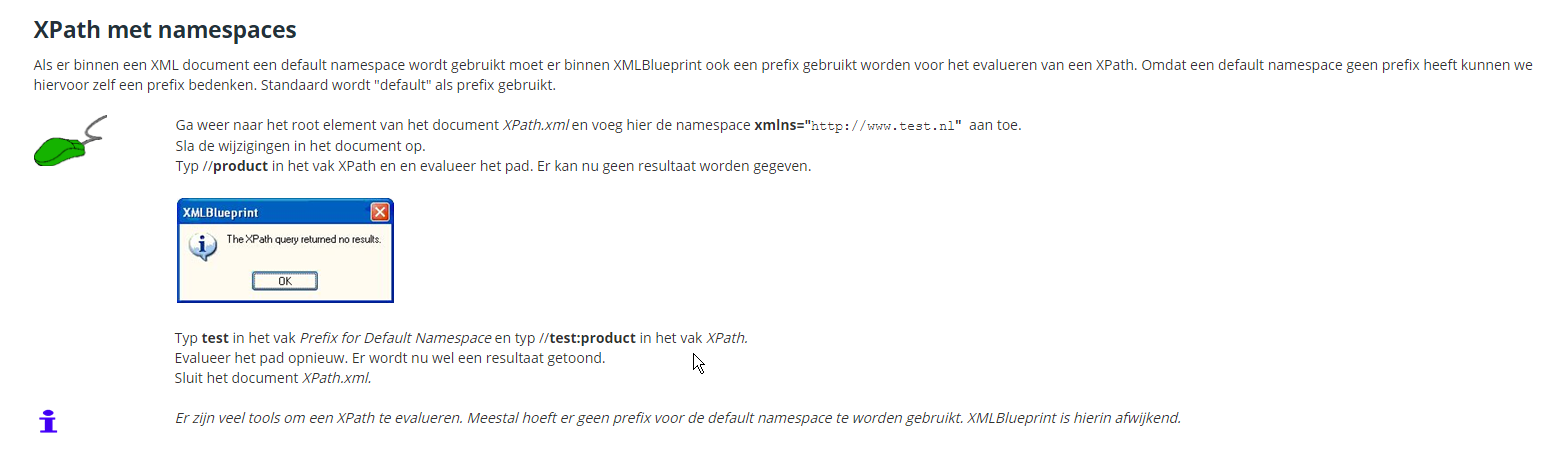 XPath met namespaces
Als er binnen een XML document een default namespace wordt gebruikt moet er binnen XMLBlueprint ook een prefix gebruikt worden voor het evalueren van een XPath. Omdat een default namespace geen prefix heeft kunnen we
hiervoor zelf een prefix bedenken. Standaard wordt "default" als prefix gebruikt.
Ga weer naar het root element van het document XPath.xml en voeg hier de namespace xmlns="http://www.test.nl" aan toe.
Sla de wijzigingen in het document op.
Typ //product in het vak XPath en en evalueer het pad. Er kan nu geen resultaat worden gegeven.
XMLBlueprint
The XPath query returned no results.
OK
Typ test in het vak Prefix for Default Namespace en typ //test:product in het vak XPath.
Evalueer het pad opnieuw. Er wordt nu wel een resultaat getoond.
Sluit het document XPath.xml.
Er zijn veel tools om een XPath te evalueren. Meestal hoeft er geen prefix voor de default namespace te worden gebruikt. XMLBlueprint is hierin afwijkend.